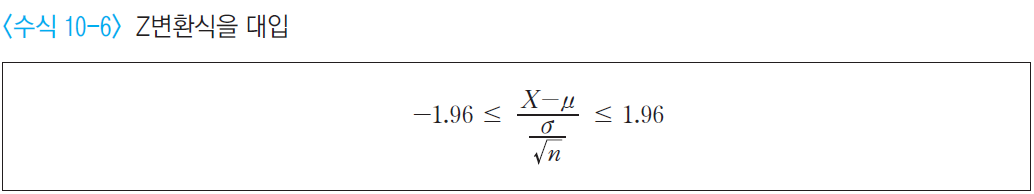 〈수식 10-6〉 Z변환식을 대입
−1.96 ≤ (X−μ)/(σ/√n) ≤ 1.96